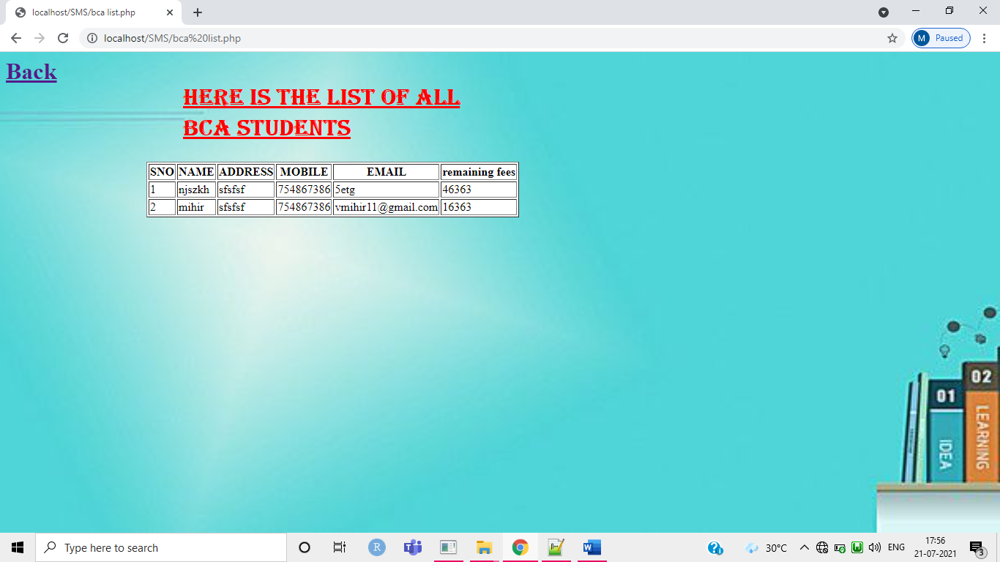 localhost/SMS/bca list.php
localhost/SMS/bca%20list.php
M Paused
Back
HERE IS THE LIST OF ALL
BCA STUDENTS
SNO NAME ADDRESS MOBILE EMAIL remaining fees
1 njszkh sfsfsf 754867386 5etg 46363
2 mihir sfsfsf 754867386 vmihir11@gmail.com 16363
02
01
LEARNING
IDEA
Type here to search
R
W
30°C
ENG
17:56
21-07-2021
3